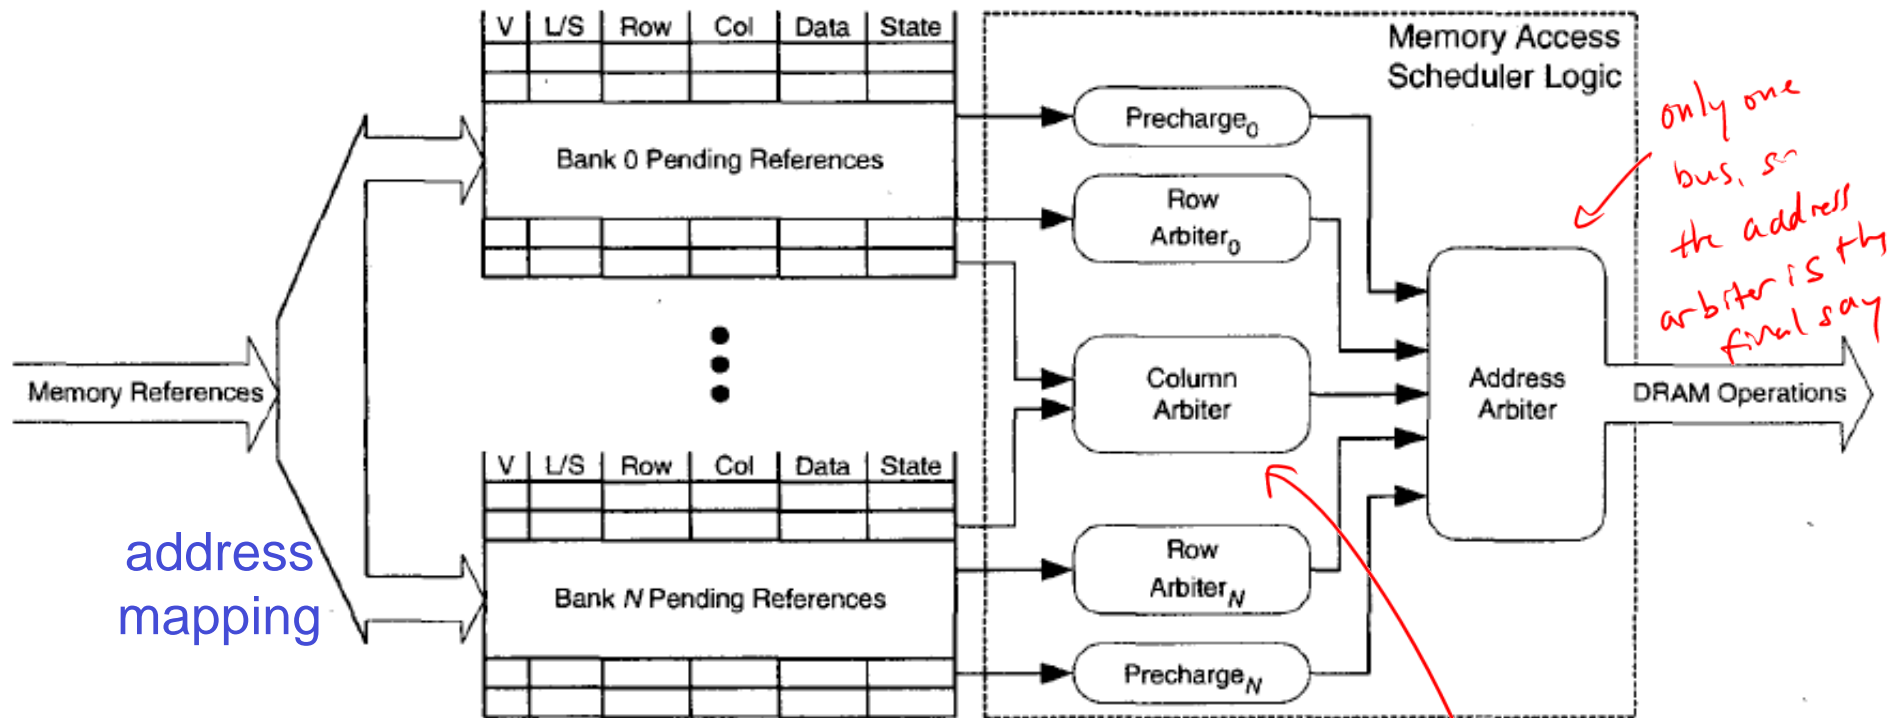 V L/S Row Col Data State
Memory Access
Scheduler Logic
Precharge0
Bank 0 Pending References
Row
Arbiter0
only one
bus, so
the address
arbiter is the
final say
Memory References
Column
Arbiter
Address
Arbiter
DRAM Operations
V L/S Row Col Data State
address
mapping
Bank N Pending References
Row
ArbiterN
PrechargeN